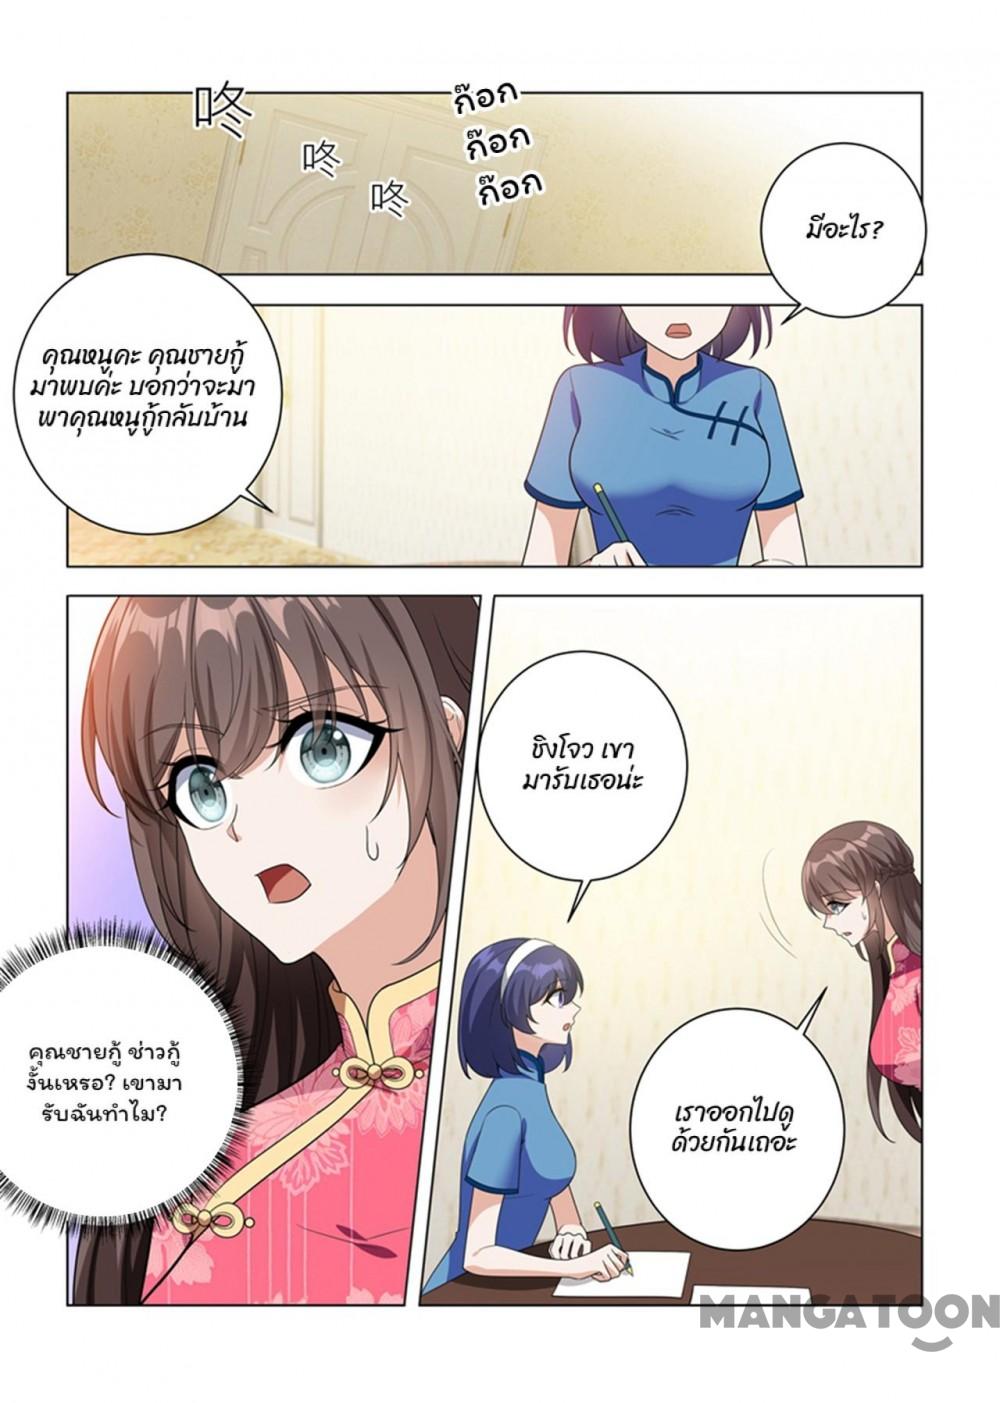 咚
咚
咚
ก๊อก
ก๊อก
ก๊อก
มีอะไร?
คุณหนูคะ คุณชายกู้
มาพบค่ะ บอกว่าจะมา
พาคุณหนูกู้กลับบ้าน
ชิงโจว เขา
มารับเธอน่ะ
คุณชายกู้ ช่าวกู้
งั้นเหรอ? เขามา
รับฉันทำไม?
เราออกไปดู
ด้วยกันเถอะ
MANGATOON